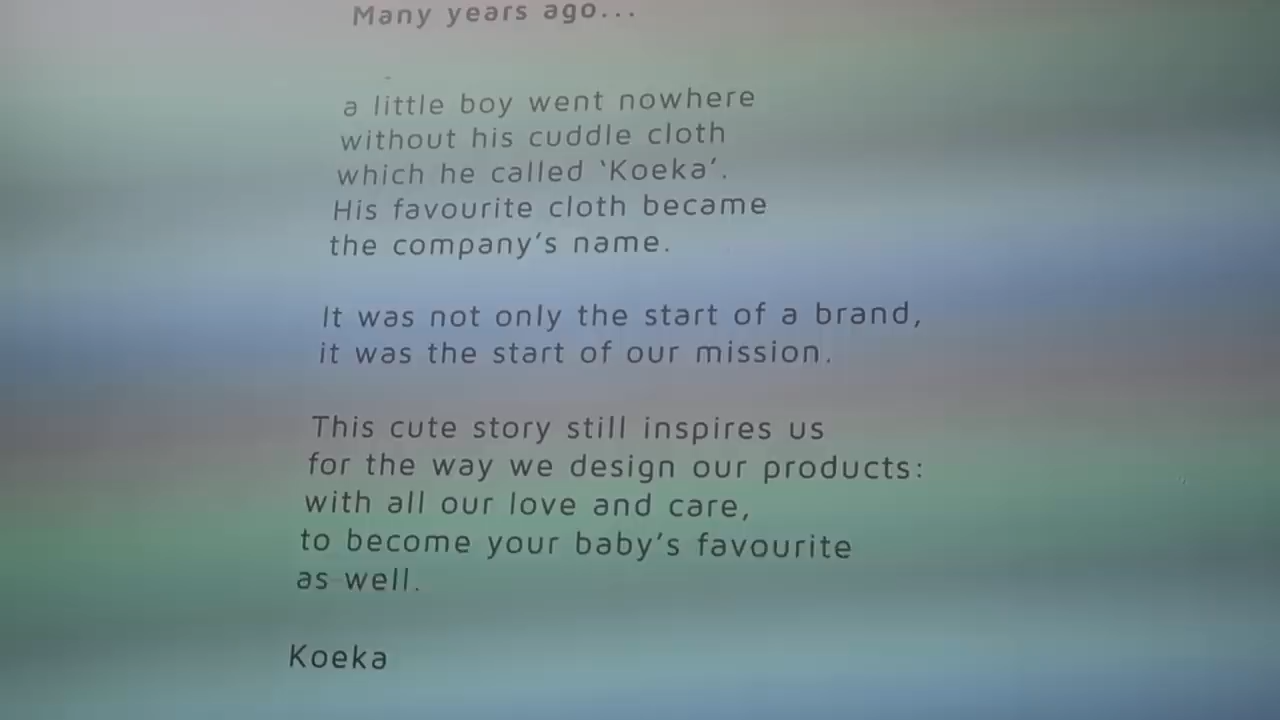 Many years ago...
a little boy went nowhere
without his cuddle cloth
which he called ‘Koeka’.
His favourite cloth became
the company’s name.
It was not only the start of a brand,
it was the start of our mission.
This cute story still inspires us
for the way we design our products:
with all our love and care,
to become your baby’s favourite
as well.
Koeka